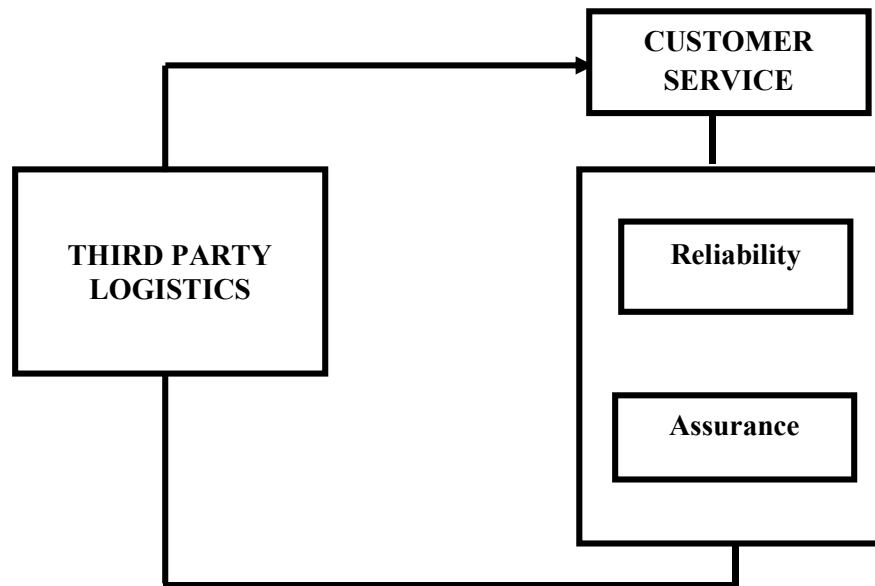 CUSTOMER
SERVICE
THIRD PARTY
LOGISTICS
Reliability
Assurance